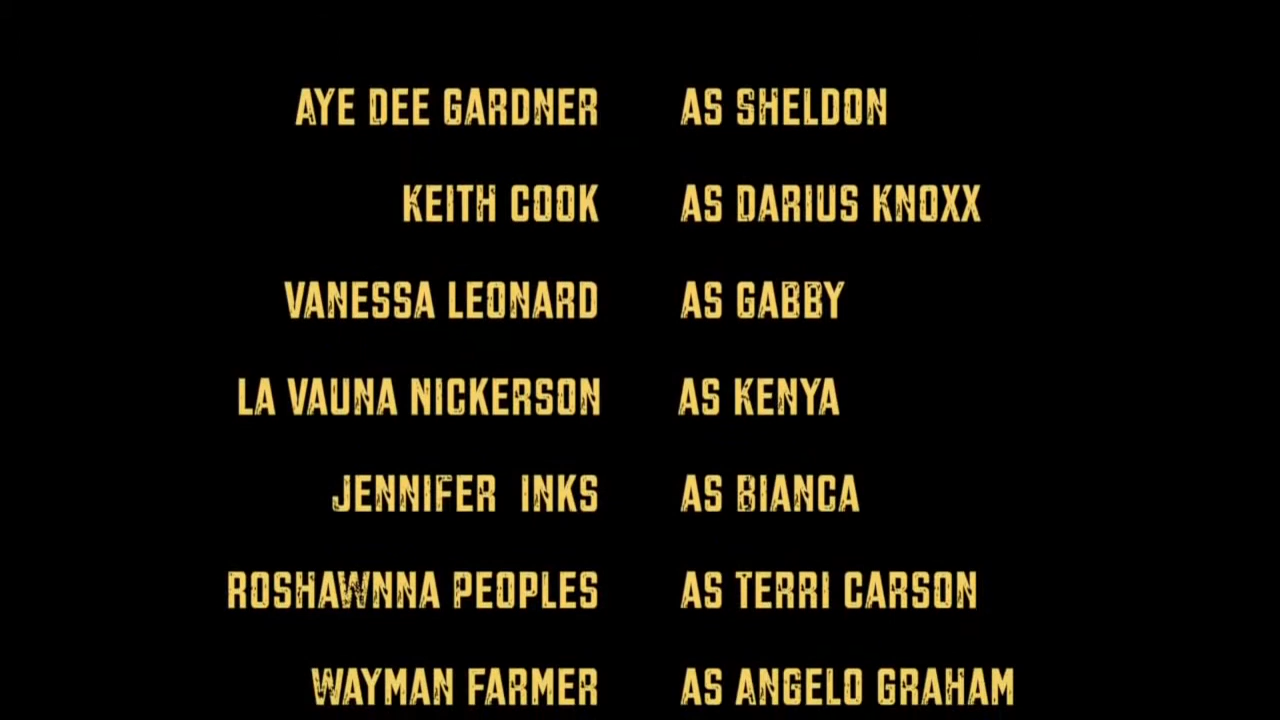 AYE DEE GARDNER AS SHELDON
KEITH COOK AS DARIUS KNOXX
VANESSA LEONARD AS GABBY
LA VAUNA NICKERSON AS KENYA
JENNIFER  INKS AS BIANCA
ROSHAWNNA PEOPLES AS TERRI CARSON
WAYMAN FARMER AS ANGELO GRAHAM